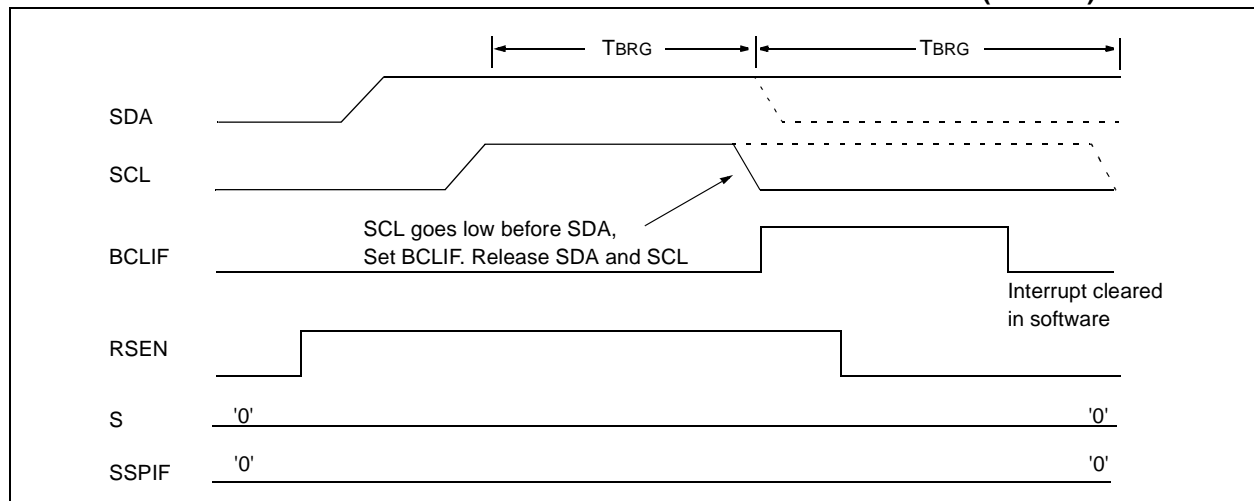 TBRG TBRG
SDA
SCL
SCL goes low before SDA,
Set BCLIF. Release SDA and SCL
BCLIF
Interrupt cleared
in software
RSEN
S '0' '0'
SSPIF '0' '0'